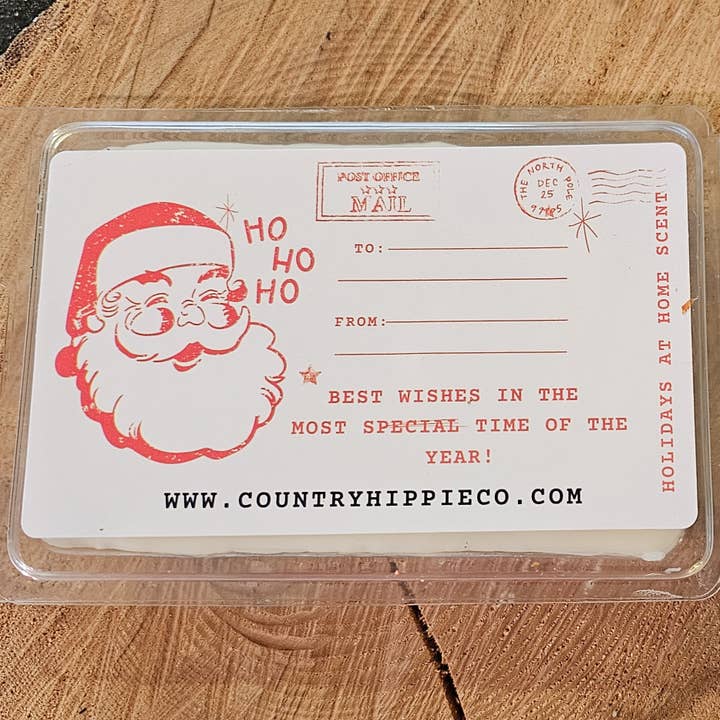 HO
HO
HO
POST OFFICE
MAIL
THE NORTH POLE
DEC
25
TO:
FROM:
BEST WISHES IN THE
MOST SPECIAL TIME OF THE
YEAR!
WWW.COUNTRYHIPPIECO.COM
HOLIDAYS AT HOME SCENT